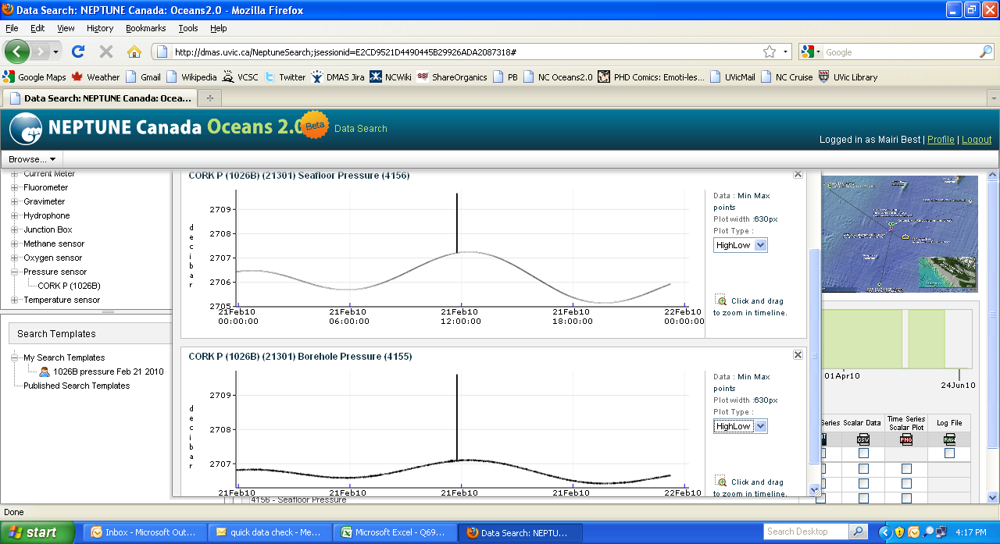 Data Search: NEPTUNE Canada: Oceans2.0 - Mozilla Firefox
File Edit View History Bookmarks Tools Help
http://dmas.uvic.ca/NeptuneSearch;jsessionid=E2CD9521D4490445B29926ADA2087318#
Google
Google Maps Weather Gmail Wikipedia VCSC Twitter DMAS Jira NCWiki ShareOrganics PB NC Oceans2.0 PHD Comics: Emoti-les... UVicMail NC Cruise UVic Library
Data Search: NEPTUNE Canada: Ocea...
NEPTUNE Canada Oceans 2.0 Beta Data Search
Logged in as Mairi Best | Profile | Logout
Browse...
Current Meter
Fluorometer
Gravimeter
Hydrophone
Junction Box
Methane sensor
Oxygen sensor
Pressure sensor
CORK P (1026B)
Temperature sensor
Search Templates
My Search Templates
1026B pressure Feb 21 2010
Published Search Templates
CORK P (1026B) (21301) Seafloor Pressure (4156)
decibar
2709
2708
2707
2706
2705
21Feb10 21Feb10 21Feb10 21Feb10 22Feb10
00:00:00 06:00:00 12:00:00 18:00:00 00:00:00
Data : Min Max
points
Plot width :630px
Plot Type :
HighLow
Click and drag
to zoom in timeline.
CORK P (1026B) (21301) Borehole Pressure (4155)
decibar
2709
2708
2707
21Feb10 21Feb10 21Feb10 21Feb10 22Feb10
Data : Min Max
points
Plot width :630px
Plot Type :
HighLow
Click and drag
to zoom in timeline.
4156 - Seafloor Pressure
01Apr10
24Jun10
Series Scalar Data Time Series Scalar Plot Log File
CSV PNG RAW
Done
start Inbox - Microsoft Out... quick data check - Me... Microsoft Excel - Q69... Data Search: NEPTU... Search Desktop 4:17 PM